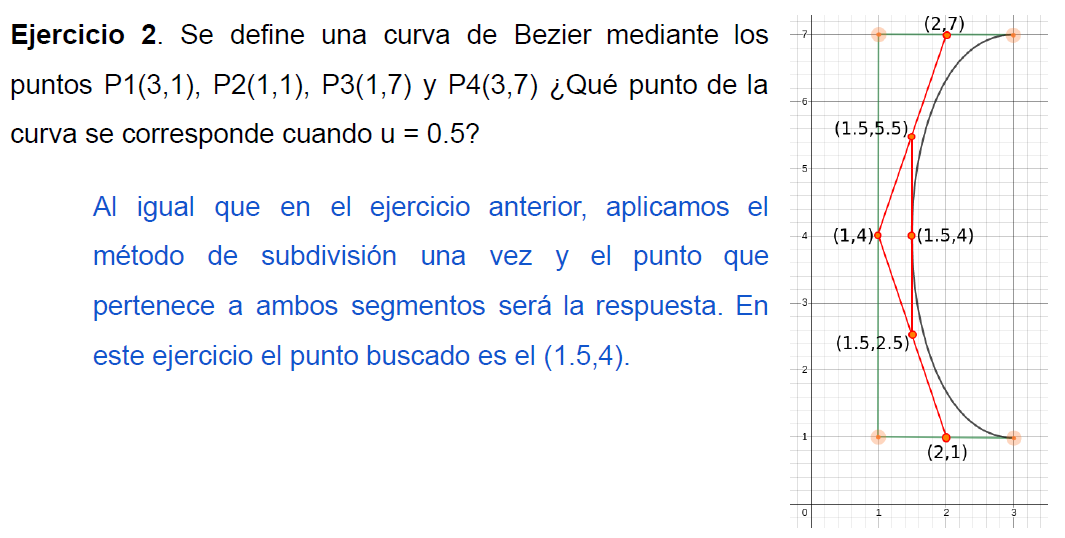 Ejercicio 2. Se define una curva de Bezier mediante los
puntos P1(3,1), P2(1,1), P3(1,7) y P4(3,7) ¿Qué punto de la
curva se corresponde cuando u = 0.5?
Al igual que en el ejercicio anterior, aplicamos el
método de subdivisión una vez y el punto que
pertenece a ambos segmentos será la respuesta. En
este ejercicio el punto buscado es el (1.5,4).
(2,7)
7
6
(1.5,5.5)
5
4
(1,4)
(1.5,4)
3
(1.5,2.5)
2
1
(2,1)
0
1
2
3